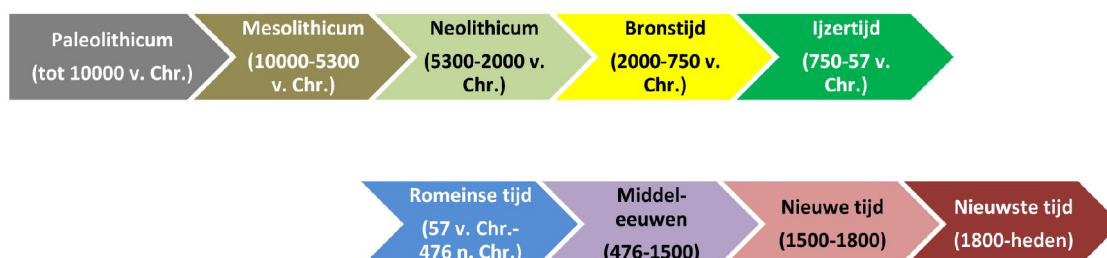 Paleolithicum
(tot 10000 v. Chr.)
Mesolithicum
(10000-5300
v. Chr.)
Neolithicum
(5300-2000 v.
Chr.)
Bronstijd
(2000-750 v.
Chr.)
Ijzertijd
(750-57 v.
Chr.)
Romeinse tijd
(57 v. Chr.-
476 n. Chr.)
Middel-
eeuwen
(476-1500)
Nieuwe tijd
(1500-1800)
Nieuwste tijd
(1800-heden)